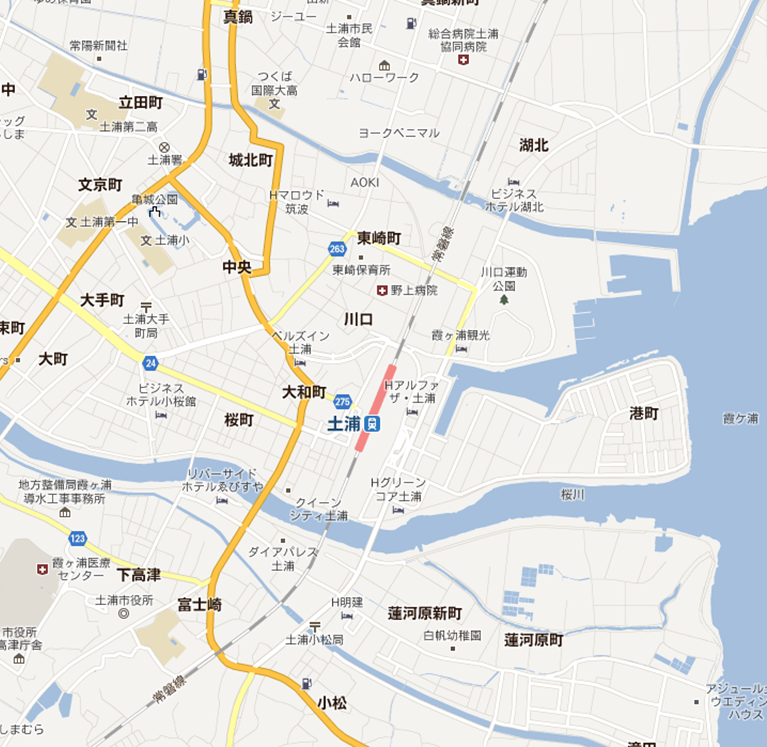 真鍋
ジーユー
土浦市民
会館
総合病院土浦
協同病院
常陽新聞社
ハローワーク
つくば
国際大高
中
立田町
文
文
土浦第二高
ヨークベニマル
湖北
土浦署
城北町
文京町
AOKI
亀城公園
Hマロウド
筑波
ビジネス
ホテル湖北
文 土浦第一中
文 土浦小
東崎町
常磐線
263
中央
東崎保育所
川口運動
公園
野上病院
大手町
土浦大手
町局
川口
東町
ベルズイン
土浦
霞ヶ浦観光
大町
24
ビジネス
ホテル小桜館
大和町
275
Hアルファ
ザ・土浦
桜町
土浦
港町
霞ケ浦
リバーサイド
ホテルゑびすや
地方整備局霞ヶ浦
導水工事事務所
Hグリーン
コア土浦
桜川
クイーン
シティ土浦
123
ダイアパレス
土浦
霞ヶ浦医療
センター
下高津
土浦市役所
富士崎
H明建
蓮河原新町
市役所
高津庁舎
土浦小松局
白帆幼稚園
蓮河原町
常磐線
小松
アジュール土
ウエディン
ハウス
しまむら